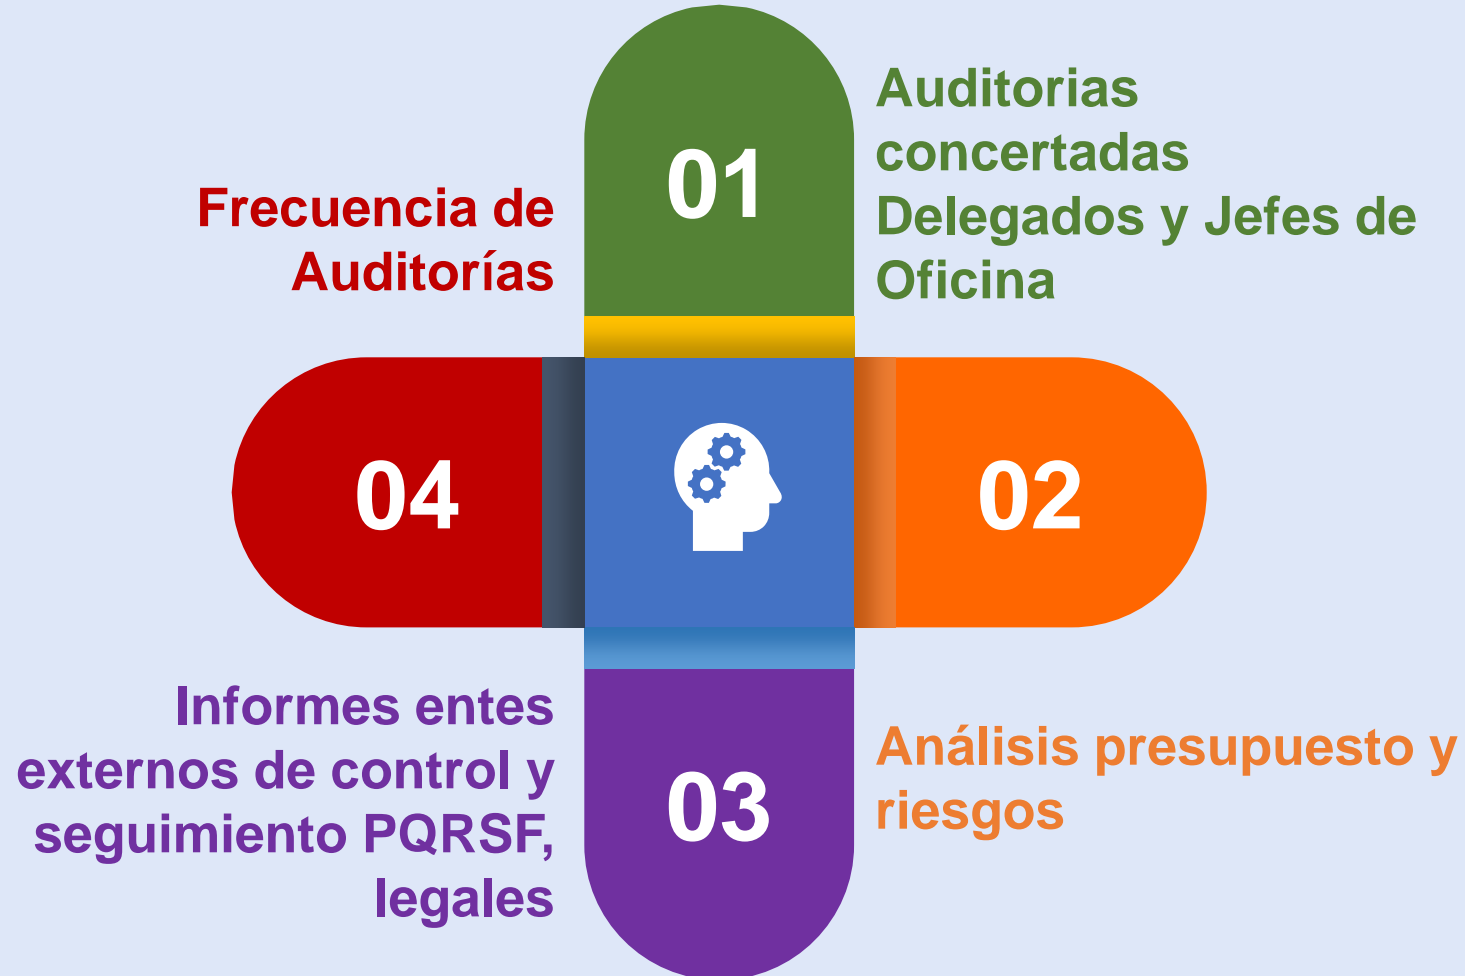 01
Auditorias
concertadas
Delegados y Jefes de
Oficina
02
Análisis presupuesto y
riesgos
03
Informes entes
externos de control y
seguimiento PQRSF,
legales
04
Frecuencia de
Auditorías